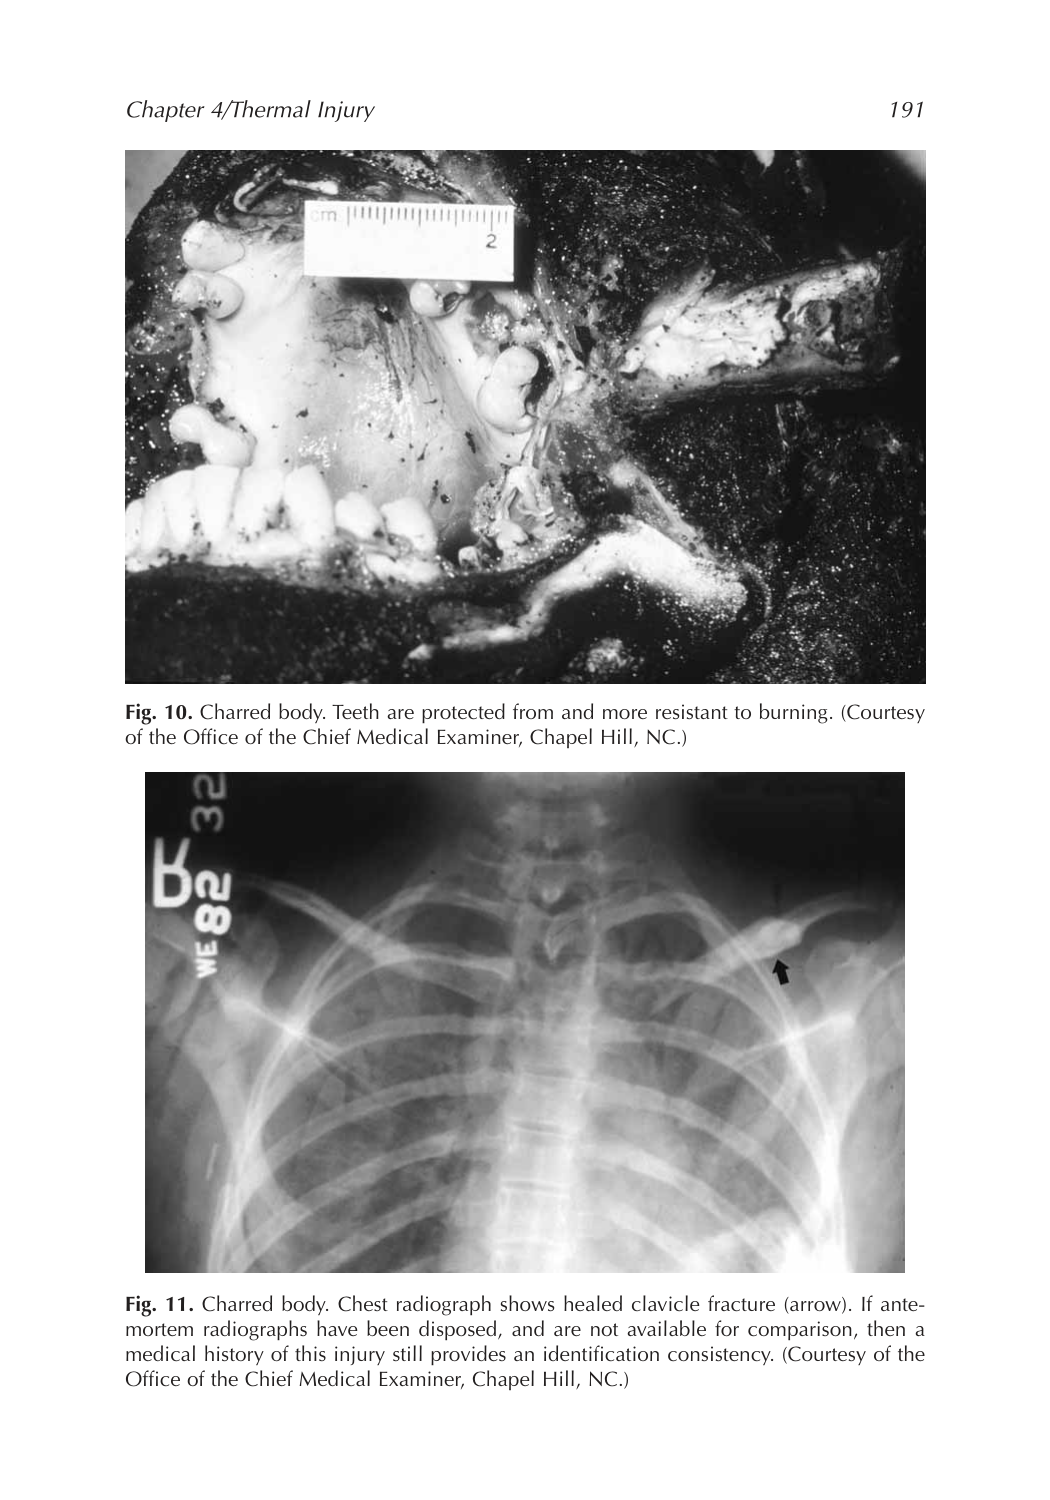 Chapter 4/Thermal Injury 191
cm
2
Fig. 10. Charred body. Teeth are protected from and more resistant to burning. (Courtesy
of the Office of the Chief Medical Examiner, Chapel Hill, NC.)
32
R
WE 82
Fig. 11. Charred body. Chest radiograph shows healed clavicle fracture (arrow). If ante-
mortem radiographs have been disposed, and are not available for comparison, then a
medical history of this injury still provides an identification consistency. (Courtesy of the
Office of the Chief Medical Examiner, Chapel Hill, NC.)